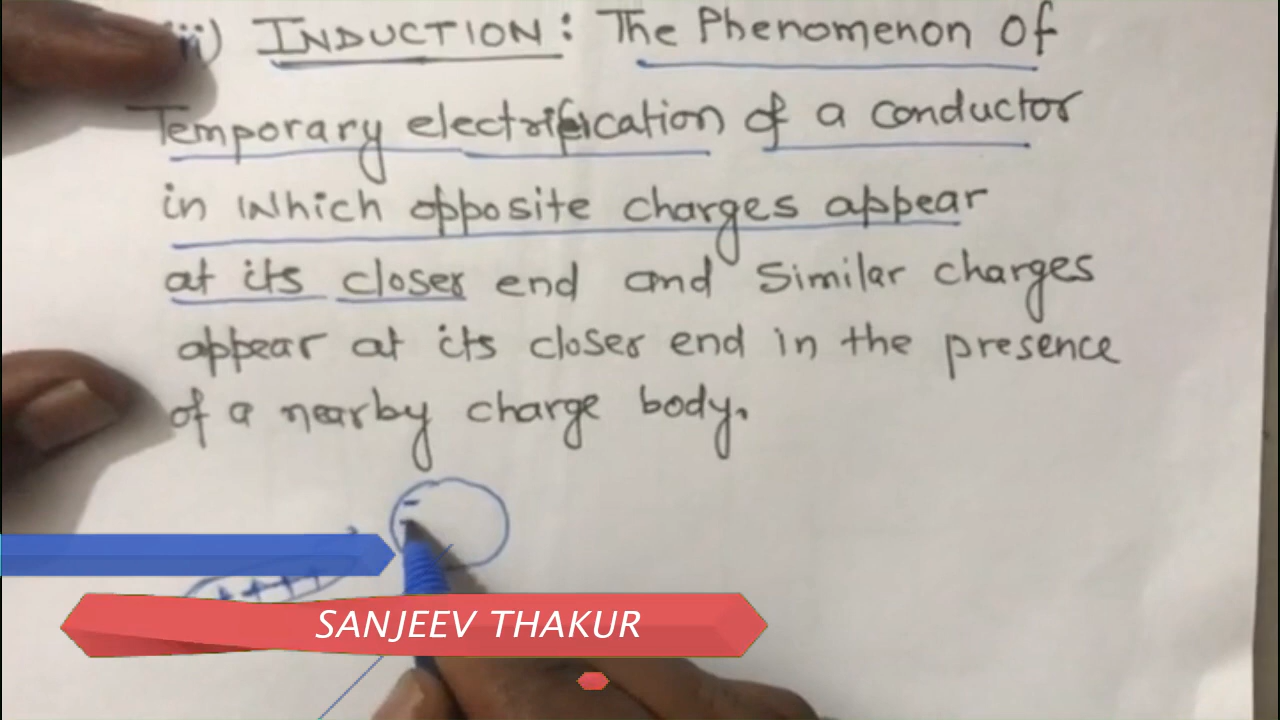 ii) INDUCTION: The Phenomenon Of
Temporary electrification of a conductor
in which opposite charges appear
at its closer end and similar charges
appear at its closer end in the presence
of a nearby charge body.
- 
-
++++
SANJEEV THAKUR